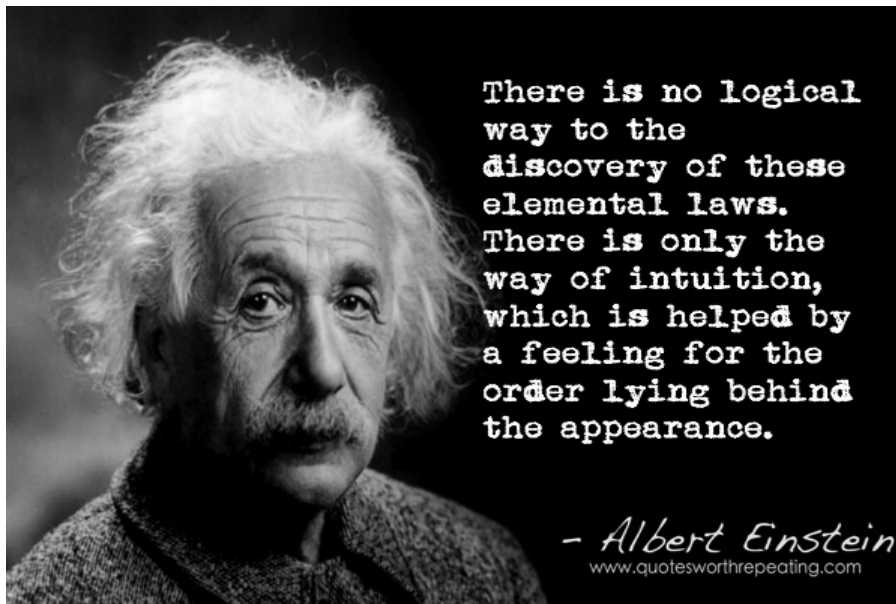 There is no logical
way to the
discovery of these
elemental laws.
There is only the
way of intuition,
which is helped by
a feeling for the
order lying behind
the appearance.
- Albert Einstein
www.quotesworthrepeating.com